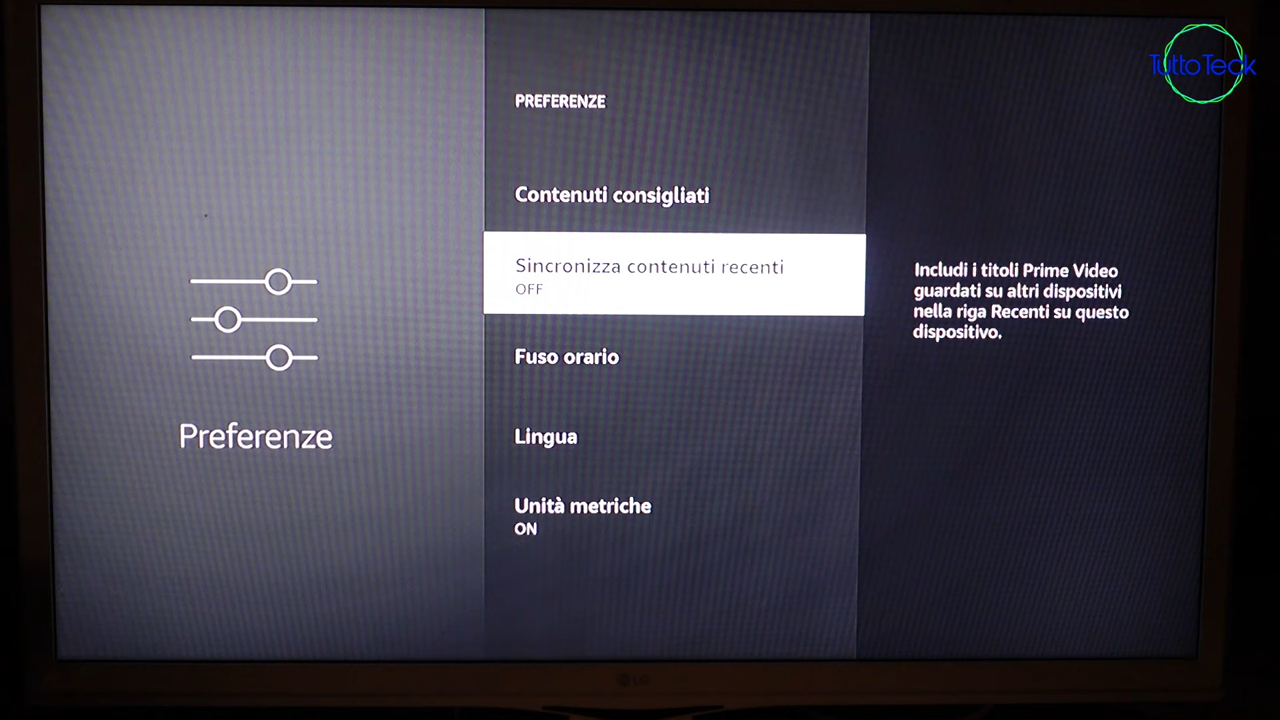 TuttoTeck
PREFERENZE
Contenuti consigliati
Sincronizza contenuti recenti
OFF
Fuso orario
Lingua
Unità metriche
ON
Preferenze
Includi i titoli Prime Video
guardati su altri dispositivi
nella riga Recenti su questo
dispositivo.
LG